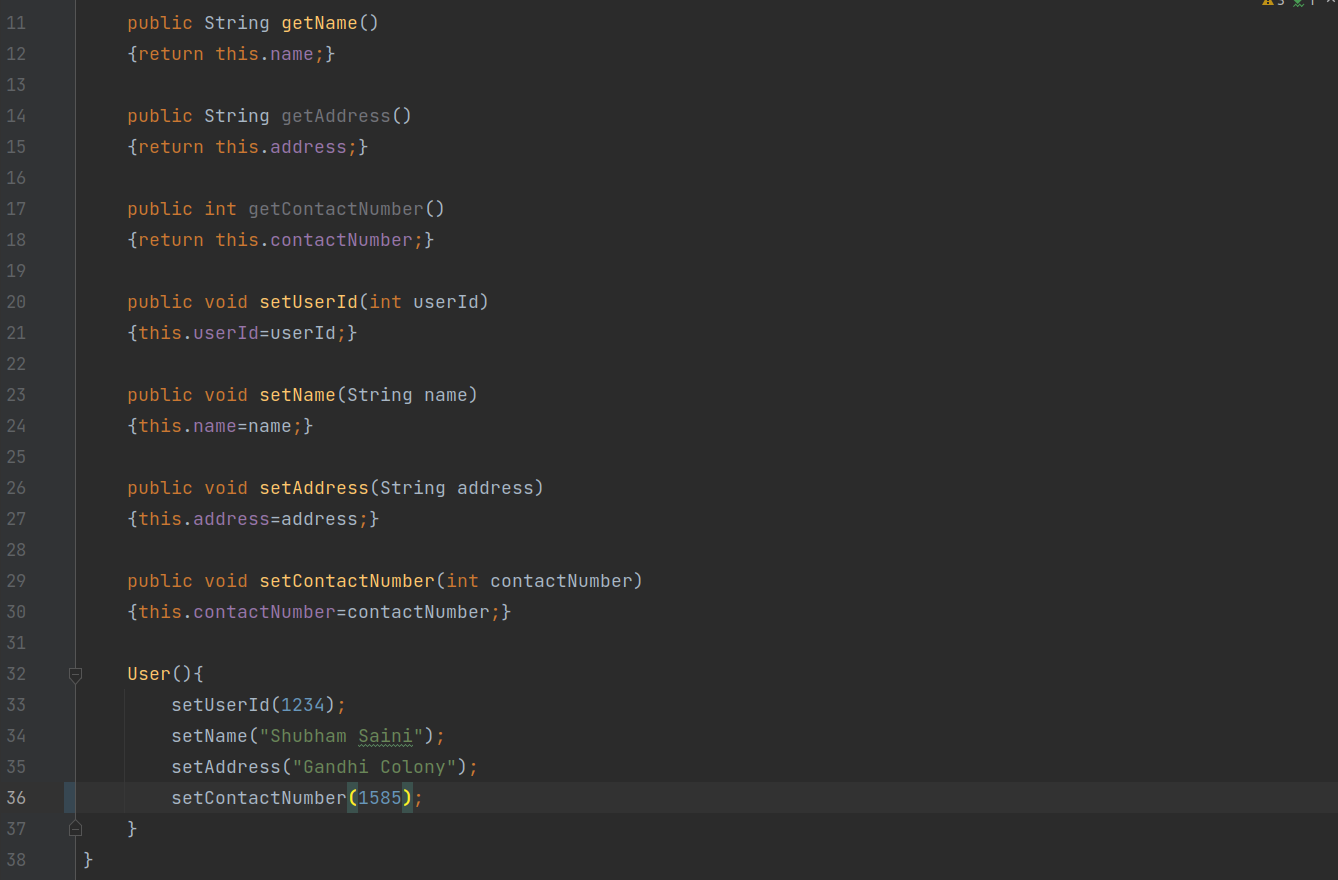 3 1
11 public String getName()
12 {return this.name;}
13
14 public String getAddress()
15 {return this.address;}
16
17 public int getContactNumber()
18 {return this.contactNumber;}
19
20 public void setUserId(int userId)
21 {this.userId=userId;}
22
23 public void setName(String name)
24 {this.name=name;}
25
26 public void setAddress(String address)
27 {this.address=address;}
28
29 public void setContactNumber(int contactNumber)
30 {this.contactNumber=contactNumber;}
31
32 User(){
33 setUserId(1234);
34 setName("Shubham Saini");
35 setAddress("Gandhi Colony");
36 setContactNumber(1585);
37 }
38 }